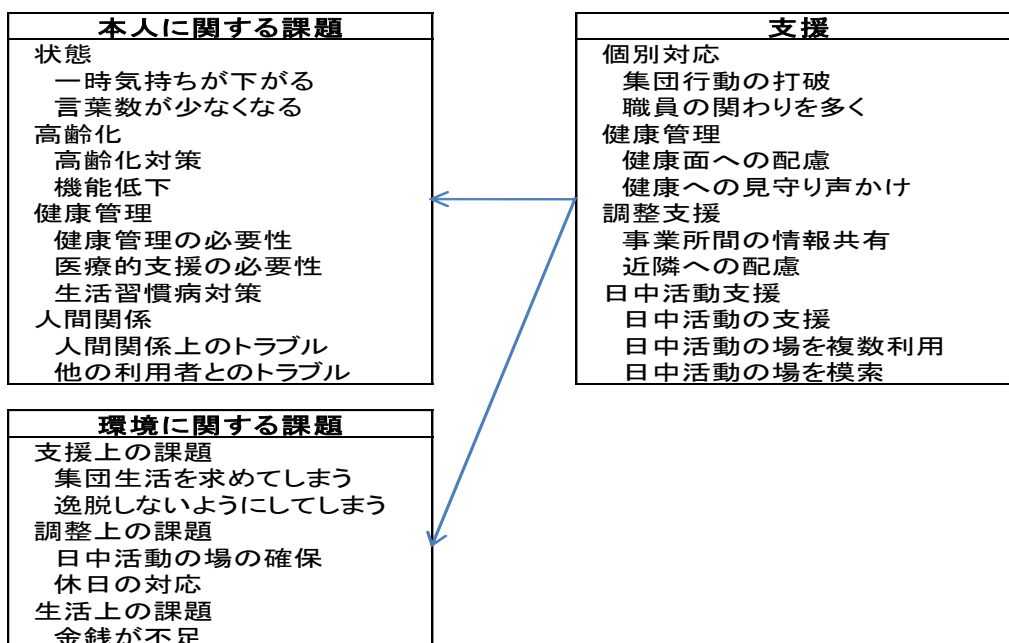 本人に関する課題
状態
一時気持ちが下がる
言葉数が少なくなる
高齢化
高齢化対策
機能低下
健康管理
健康管理の必要性
医療的支援の必要性
生活習慣病対策
人間関係
人間関係上のトラブル
他の利用者とのトラブル
環境に関する課題
支援上の課題
集団生活を求めてしまう
逸脱しないようにしてしまう
調整上の課題
日中活動の場の確保
休日の対応
生活上の課題
金銭が不足
支援
個別対応
集団行動の打破
職員の関わりを多く
健康管理
健康面への配慮
健康への見守り声かけ
調整支援
事業所間の情報共有
近隣への配慮
日中活動支援
日中活動の支援
日中活動の場を複数利用
日中活動の場を模索